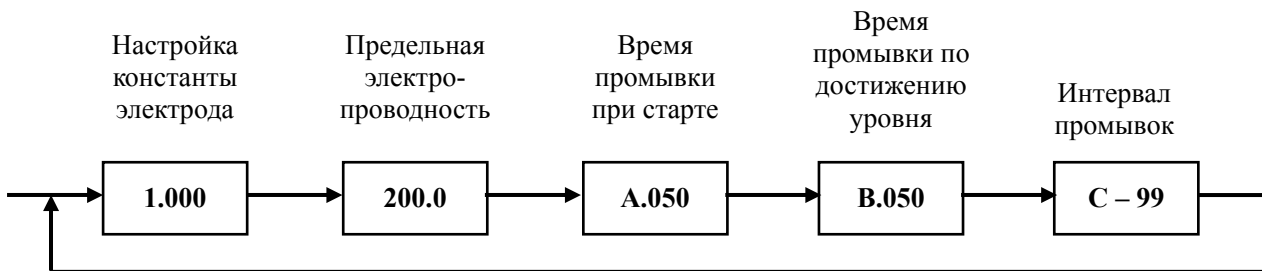 Настройка
константы
электрода
Предельная
электро-
проводность
Время
промывки
при старте
Время
промывки по
достижению
уровня
Интервал
промывок
1.000
200.0
A.050
B.050
C – 99